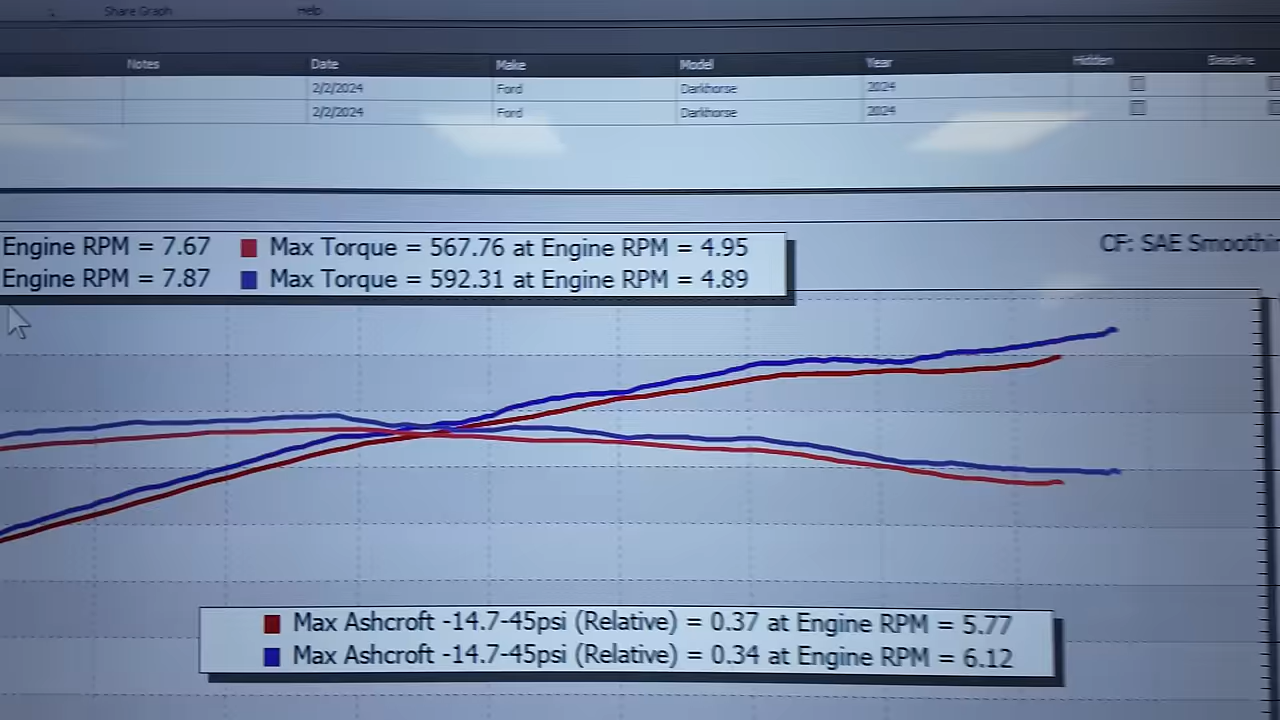 Share Graph Help
Notes Date Make Model Year Hidden Baseline
2/2/2024 Ford Darkhorse 2024
2/2/2024 Ford Darkhorse 2024
Engine RPM = 7.67 Max Torque = 567.76 at Engine RPM = 4.95
Engine RPM = 7.87 Max Torque = 592.31 at Engine RPM = 4.89
CF: SAE Smoothin
Max Ashcroft -14.7-45psi (Relative) = 0.37 at Engine RPM = 5.77
Max Ashcroft -14.7-45psi (Relative) = 0.34 at Engine RPM = 6.12